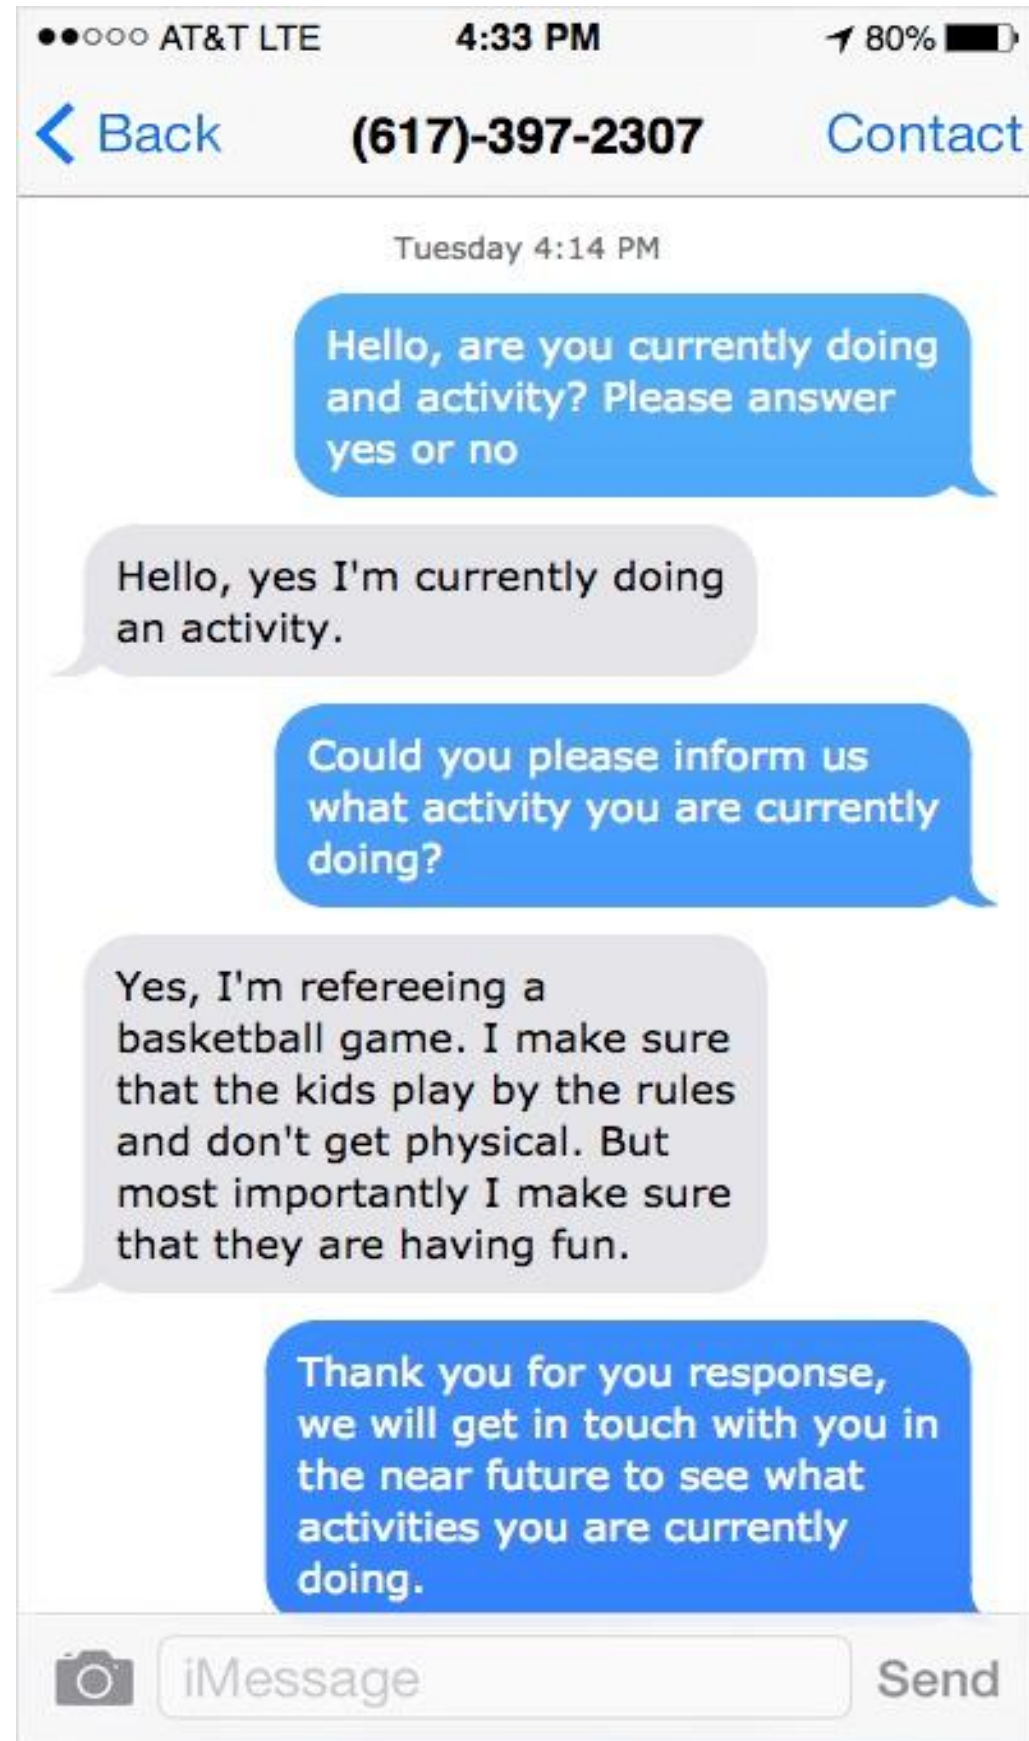 AT&T LTE 4:33 PM 80%
Back (617)-397-2307 Contact
Tuesday 4:14 PM
Hello, are you currently doing
and activity? Please answer
yes or no
Hello, yes I'm currently doing
an activity.
Could you please inform us
what activity you are currently
doing?
Yes, I'm refereeing a
basketball game. I make sure
that the kids play by the rules
and don't get physical. But
most importantly I make sure
that they are having fun.
Thank you for you response,
we will get in touch with you in
the near future to see what
activities you are currently
doing.
iMessage Send